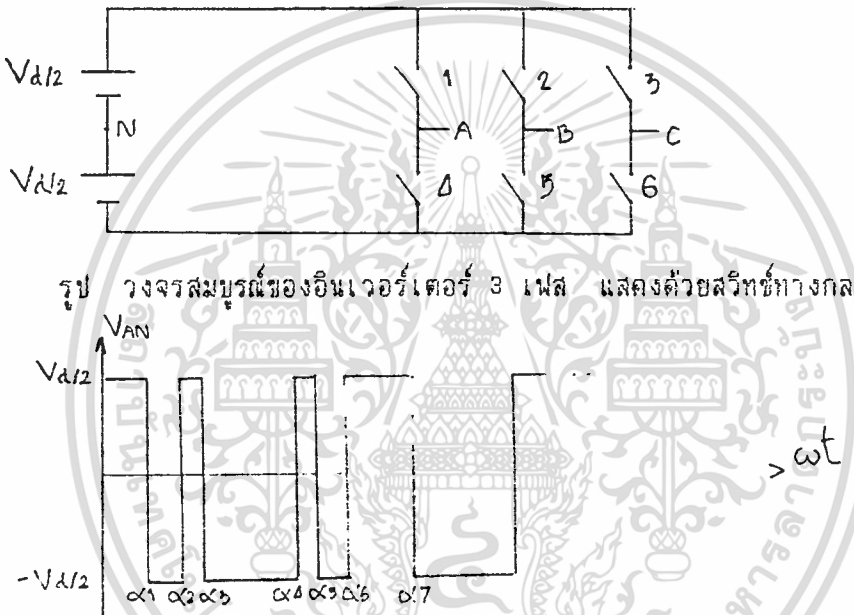 Vd/2
N
Vd/2
1
2
3
A
B
C
4
5
6
รูป วงจรสมบูรณ์ของอินเวอร์เตอร์ 3 เฟส แสดงด้วยสวิทช์ทางกล
VAN
Vd/2
> ωt
-Vd/2
α1 α2 α3 α4 α5 α6 α7